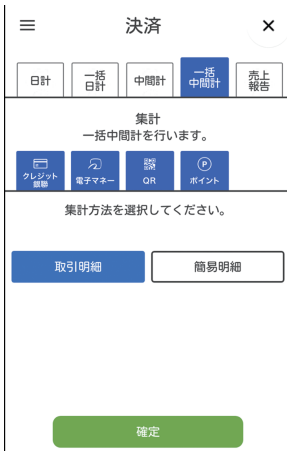 決済
日計
一括
日計
中間計
一括
中間計
売上
報告
集計
一括中間計を行います。
クレジット
銀聯
電子マネー
QR
P
ポイント
集計方法を選択してください。
取引明細
簡易明細
確定